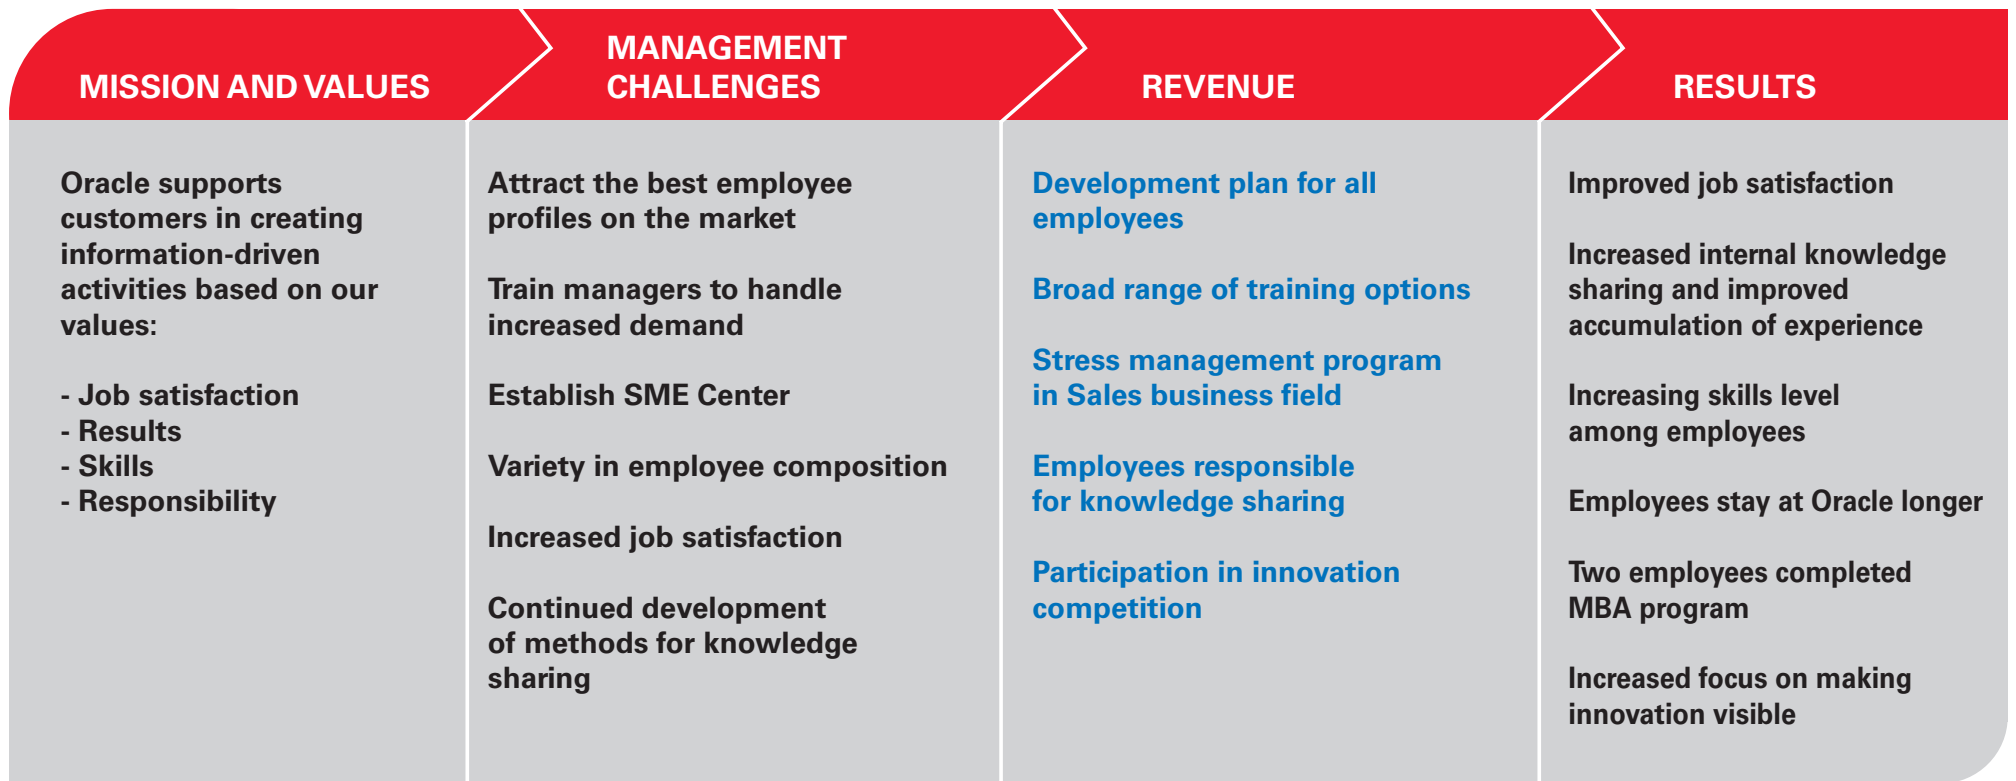 MISSION AND VALUES
Oracle supports
customers in creating
information-driven
activities based on our
values:
- Job satisfaction
- Results
- Skills
- Responsibility
MANAGEMENT
CHALLENGES
Attract the best employee
profiles on the market
Train managers to handle
increased demand
Establish SME Center
Variety in employee composition
Increased job satisfaction
Continued development
of methods for knowledge
sharing
REVENUE
Development plan for all
employees
Broad range of training options
Stress management program
in Sales business field
Employees responsible
for knowledge sharing
Participation in innovation
competition
RESULTS
Improved job satisfaction
Increased internal knowledge
sharing and improved
accumulation of experience
Increasing skills level
among employees
Employees stay at Oracle longer
Two employees completed
MBA program
Increased focus on making
innovation visible